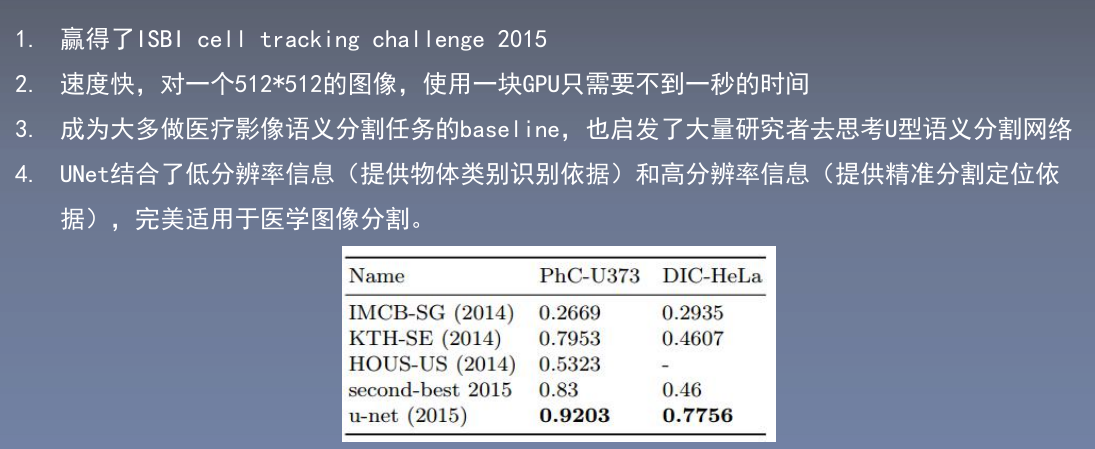 1. 赢得了ISBI cell tracking challenge 2015
2. 速度快，对一个512*512的图像，使用一块GPU只需要不到一秒的时间
3. 成为大多做医疗影像语义分割任务的baseline，也启发了大量研究者去思考U型语义分割网络
4. UNet结合了低分辨率信息（提供物体类别识别依据）和高分辨率信息（提供精准分割定位依
据），完美适用于医学图像分割。
Name PhC-U373 DIC-HeLa
IMCB-SG (2014) 0.2669 0.2935
KTH-SE (2014) 0.7953 0.4607
HOUS-US (2014) 0.5323 -
second-best 2015 0.83 0.46
u-net (2015) 0.9203 0.7756